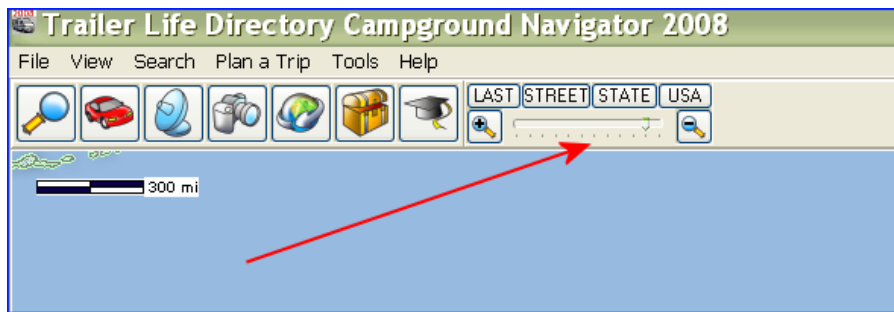 Trailer Life Directory Campground Navigator 2008
File View Search Plan a Trip Tools Help
LAST STREET STATE USA
300 mi